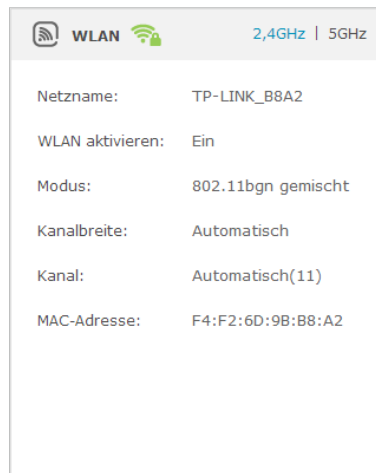 WLAN 2,4GHz | 5GHz
Netzname: TP-LINK_B8A2
WLAN aktivieren: Ein
Modus: 802.11bgn gemischt
Kanalbreite: Automatisch
Kanal: Automatisch(11)
MAC-Adresse: F4:F2:6D:9B:B8:A2